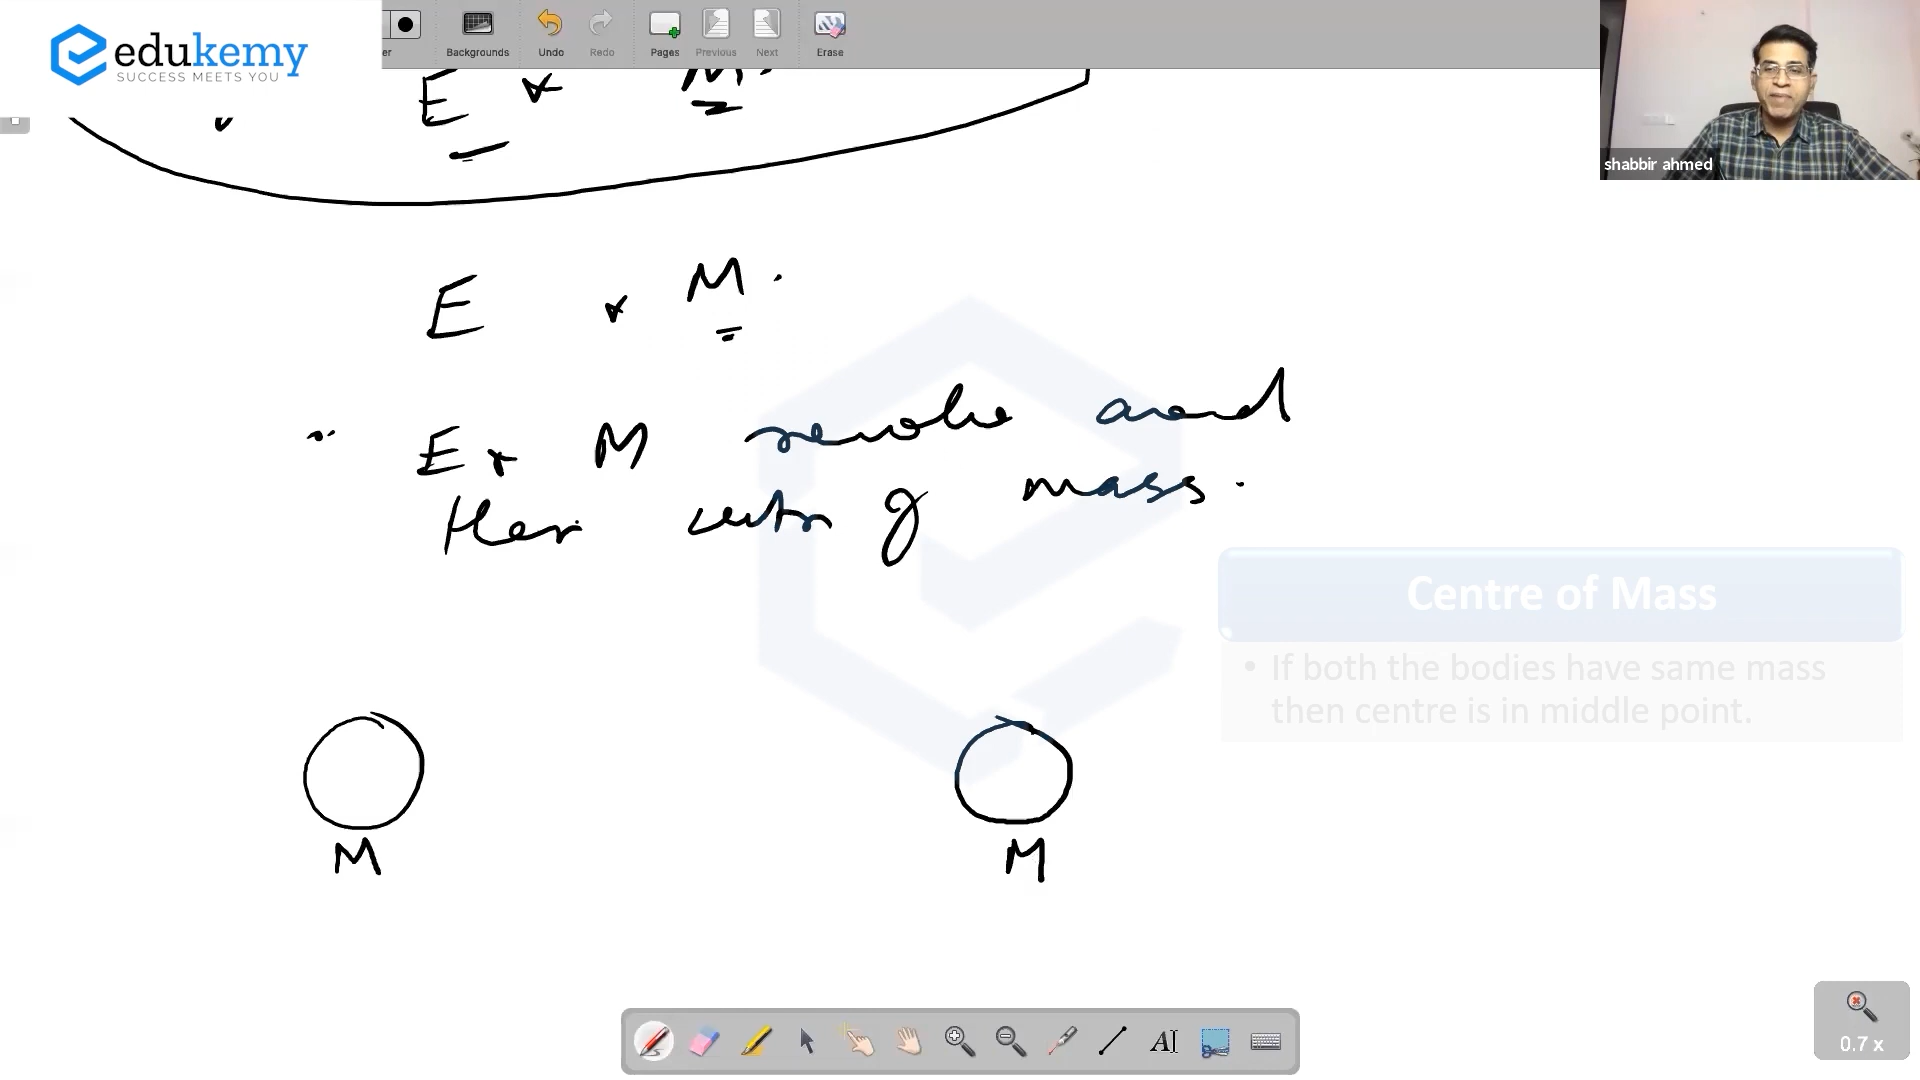 edukemy
SUCCESS MEETS YOU
er
Backgrounds
Undo
Redo
Pages
Previous
Next
Erase
shabbir ahmed
E & M.
E & M.
E & M revolve around
their centre of mass.
Centre of Mass
• If both the bodies have same mass
then centre is in middle point.
M
M
0.7 x